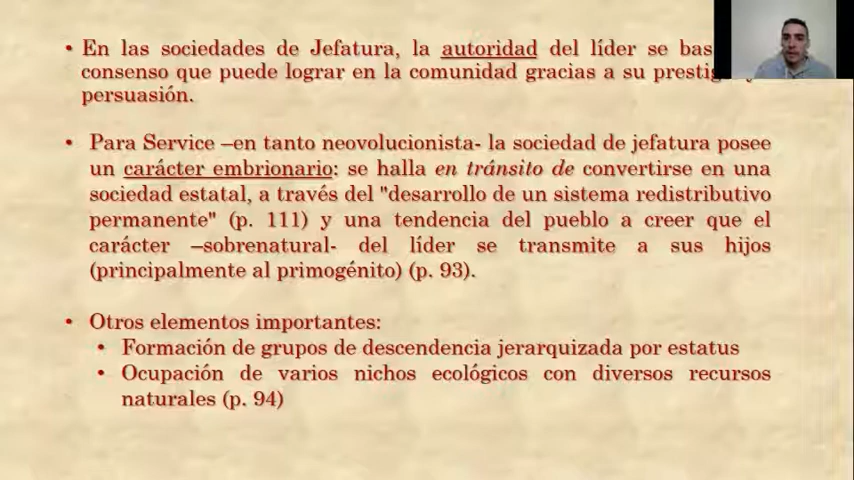 • En las sociedades de Jefatura, la autoridad del líder se bas
consenso que puede lograr en la comunidad gracias a su
persuasión.
• Para Service –en tanto neovolucionista- la sociedad de jefatura posee
un carácter embrionario: se halla en tránsito de convertirse en una
sociedad estatal, a través del "desarrollo de un sistema redistributivo
permanente" (p. 111) y una tendencia del pueblo a creer que el
carácter –sobrenatural- del líder se transmite a sus hijos
(principalmente al primogénito) (p. 93).
• Otros elementos importantes:
• Formación de grupos de descendencia jerarquizada por estatus
• Ocupación de varios nichos ecológicos con diversos recursos
naturales (p. 94)